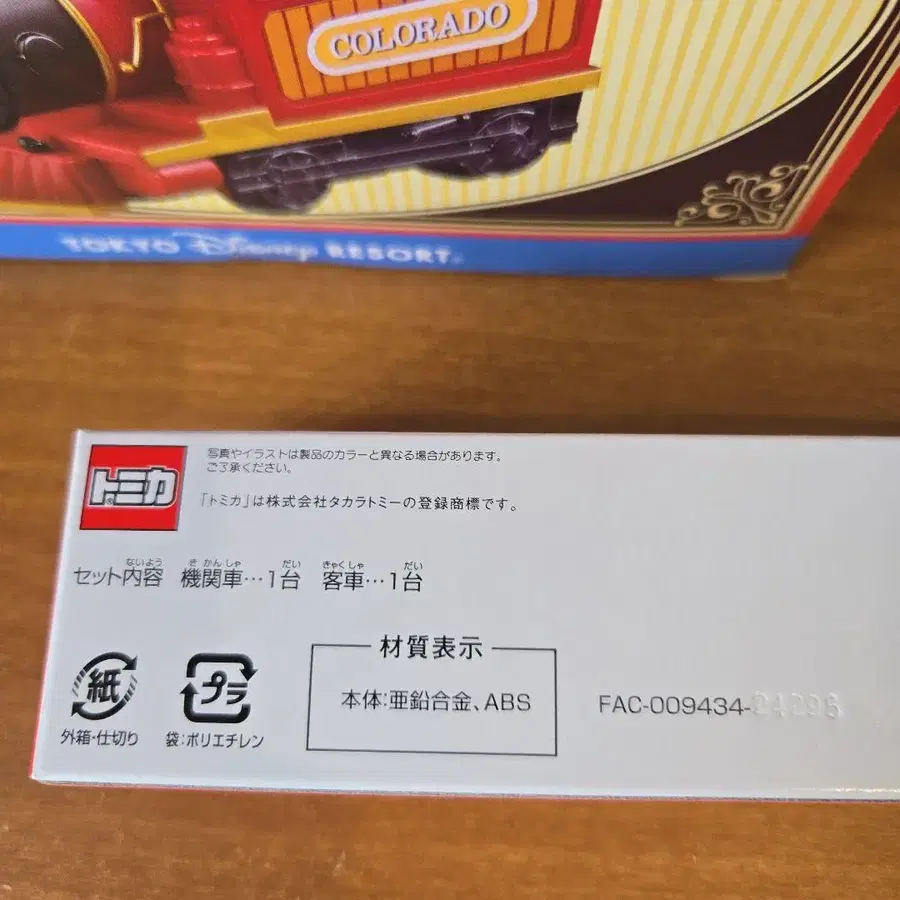 COLORADO
TOKYO Disney RESORT®
トミカ®
写真やイラストは製品のカラーと異なる場合があります。
ご了承ください。
「トミカ」は株式会社タカラトミーの登録商標です。
ないよう きかんしゃ だい きゃくしゃ だい
セット内容 機関車…1台 客車…1台
材質表示
本体:亜鉛合金、ABS
紙
外箱・仕切り
プラ
袋:ポリエチレン
FAC-009434-24296